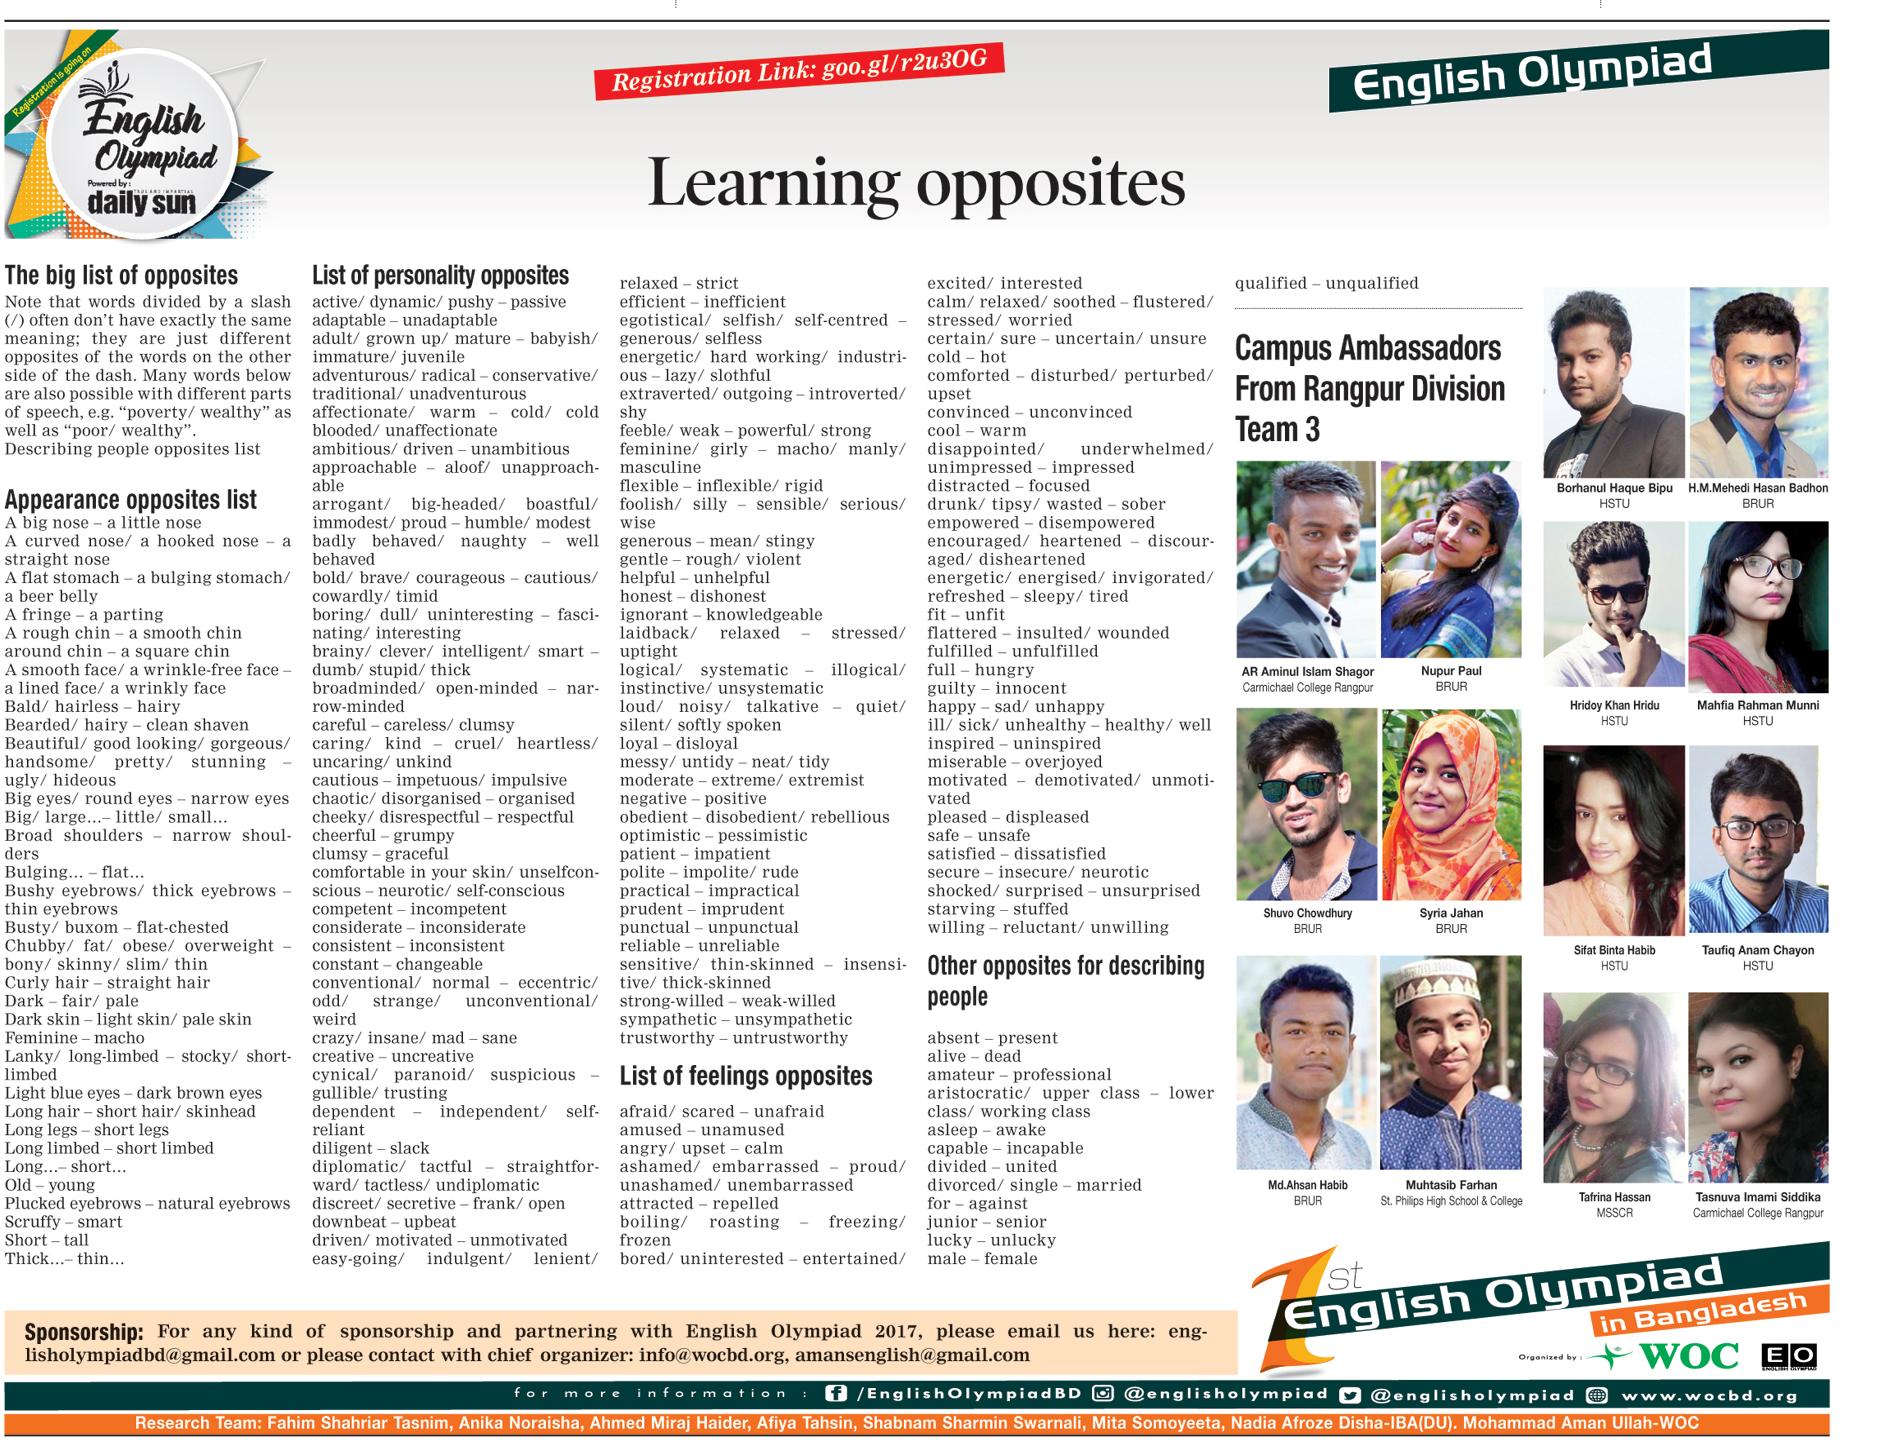 Registration is going on
English
Olympiad
Powered by :
TRUE AND IMPARTIAL
daily sun
Registration Link: goo.gl/r2u3OG
English Olympiad
Learning opposites
The big list of opposites
Note that words divided by a slash
(/) often don't have exactly the same
meaning; they are just different
opposites of the words on the other
side of the dash. Many words below
are also possible with different parts
of speech, e.g. “poverty/ wealthy” as
well as “poor/ wealthy”.
Describing people opposites list
Appearance opposites list
A big nose – a little nose
A curved nose/ a hooked nose – a
straight nose
A flat stomach – a bulging stomach/
a beer belly
A fringe – a parting
A rough chin – a smooth chin
around chin – a square chin
A smooth face/ a wrinkle-free face –
a lined face/ a wrinkly face
Bald/ hairless – hairy
Bearded/ hairy – clean shaven
Beautiful/ good looking/ gorgeous/
handsome/ pretty/ stunning –
ugly/ hideous
Big eyes/ round eyes – narrow eyes
Big/ large…– little/ small…
Broad shoulders – narrow shoul-
ders
Bulging… – flat…
Bushy eyebrows/ thick eyebrows –
thin eyebrows
Busty/ buxom – flat-chested
Chubby/ fat/ obese/ overweight –
bony/ skinny/ slim/ thin
Curly hair – straight hair
Dark – fair/ pale
Dark skin – light skin/ pale skin
Feminine – macho
Lanky/ long-limbed – stocky/ short-
limbed
Light blue eyes – dark brown eyes
Long hair – short hair/ skinhead
Long legs – short legs
Long limbed – short limbed
Long…– short…
Old – young
Plucked eyebrows – natural eyebrows
Scruffy – smart
Short – tall
Thick…– thin…
List of personality opposites
active/ dynamic/ pushy – passive
adaptable – unadaptable
adult/ grown up/ mature – babyish/
immature/ juvenile
adventurous/ radical – conservative/
traditional/ unadventurous
affectionate/ warm – cold/ cold
blooded/ unaffectionate
ambitious/ driven – unambitious
approachable – aloof/ unapproach-
able
arrogant/ big-headed/ boastful/
immodest/ proud – humble/ modest
badly behaved/ naughty – well
behaved
bold/ brave/ courageous – cautious/
cowardly/ timid
boring/ dull/ uninteresting – fasci-
nating/ interesting
brainy/ clever/ intelligent/ smart –
dumb/ stupid/ thick
broadminded/ open-minded – nar-
row-minded
careful – careless/ clumsy
caring/ kind – cruel/ heartless/
uncaring/ unkind
cautious – impetuous/ impulsive
chaotic/ disorganised – organised
cheeky/ disrespectful – respectful
cheerful – grumpy
clumsy – graceful
comfortable in your skin/ unselfcon-
scious – neurotic/ self-conscious
competent – incompetent
considerate – inconsiderate
consistent – inconsistent
constant – changeable
conventional/ normal – eccentric/
odd/ strange/ unconventional/
weird
crazy/ insane/ mad – sane
creative – uncreative
cynical/ paranoid/ suspicious –
gullible/ trusting
dependent – independent/ self-
reliant
diligent – slack
diplomatic/ tactful – straightfor-
ward/ tactless/ undiplomatic
discreet/ secretive – frank/ open
downbeat – upbeat
driven/ motivated – unmotivated
easy-going/ indulgent/ lenient/
relaxed – strict
efficient – inefficient
egotistical/ selfish/ self-centred –
generous/ selfless
energetic/ hard working/ industri-
ous – lazy/ slothful
extraverted/ outgoing – introverted/
shy
feeble/ weak – powerful/ strong
feminine/ girly – macho/ manly/
masculine
flexible – inflexible/ rigid
foolish/ silly – sensible/ serious/
wise
generous – mean/ stingy
gentle – rough/ violent
helpful – unhelpful
honest – dishonest
ignorant – knowledgeable
laidback/ relaxed – stressed/
uptight
logical/ systematic – illogical/
instinctive/ unsystematic
loud/ noisy/ talkative – quiet/
silent/ softly spoken
loyal – disloyal
messy/ untidy – neat/ tidy
moderate – extreme/ extremist
negative – positive
obedient – disobedient/ rebellious
optimistic – pessimistic
patient – impatient
polite – impolite/ rude
practical – impractical
prudent – imprudent
punctual – unpunctual
reliable – unreliable
sensitive/ thin-skinned – insensi-
tive/ thick-skinned
strong-willed – weak-willed
sympathetic – unsympathetic
trustworthy – untrustworthy
List of feelings opposites
afraid/ scared – unafraid
amused – unamused
angry/ upset – calm
ashamed/ embarrassed – proud/
unashamed/ unembarrassed
attracted – repelled
boiling/ roasting – freezing/
frozen
bored/ uninterested – entertained/
excited/ interested
calm/ relaxed/ soothed – flustered/
stressed/ worried
certain/ sure – uncertain/ unsure
cold – hot
comforted – disturbed/ perturbed/
upset
convinced – unconvinced
cool – warm
disappointed/ underwhelmed/
unimpressed – impressed
distracted – focused
drunk/ tipsy/ wasted – sober
empowered – disempowered
encouraged/ heartened – discour-
aged/ disheartened
energetic/ energised/ invigorated/
refreshed – sleepy/ tired
fit – unfit
flattered – insulted/ wounded
fulfilled – unfulfilled
full – hungry
guilty – innocent
happy – sad/ unhappy
ill/ sick/ unhealthy – healthy/ well
inspired – uninspired
miserable – overjoyed
motivated – demotivated/ unmoti-
vated
pleased – displeased
safe – unsafe
satisfied – dissatisfied
secure – insecure/ neurotic
shocked/ surprised – unsurprised
starving – stuffed
willing – reluctant/ unwilling
Other opposites for describing
people
absent – present
alive – dead
amateur – professional
aristocratic/ upper class – lower
class/ working class
asleep – awake
capable – incapable
divided – united
divorced/ single – married
for – against
junior – senior
lucky – unlucky
male – female
qualified – unqualified
Campus Ambassadors
From Rangpur Division
Team 3
AR Aminul Islam Shagor
Carmichael College Rangpur
Nupur Paul
BRUR
Shuvo Chowdhury
BRUR
Syria Jahan
BRUR
Md.Ahsan Habib
BRUR
Muhtasib Farhan
St. Philips High School & College
Borhanul Haque Bipu
HSTU
H.M.Mehedi Hasan Badhon
BRUR
Hridoy Khan Hridu
HSTU
Mahfia Rahman Munni
HSTU
Sifat Binta Habib
HSTU
Taufiq Anam Chayon
HSTU
Tafrina Hassan
MSSCR
Tasnuva Imami Siddika
Carmichael College Rangpur
1st
English Olympiad
in Bangladesh
Organized by :
WOC
EO
ENGLISH OLYMPIAD
Sponsorship: For any kind of sponsorship and partnering with English Olympiad 2017, please email us here: eng-
lisholympiadbd@gmail.com or please contact with chief organizer: info@wocbd.org, amansenglish@gmail.com
for more information : /EnglishOlympiadBD @englisholympiad @englisholympiad www.wocbd.org
Research Team: Fahim Shahriar Tasnim, Anika Noraisha, Ahmed Miraj Haider, Afiya Tahsin, Shabnam Sharmin Swarnali, Mita Somoyeeta, Nadia Afroze Disha-IBA(DU). Mohammad Aman Ullah-WOC